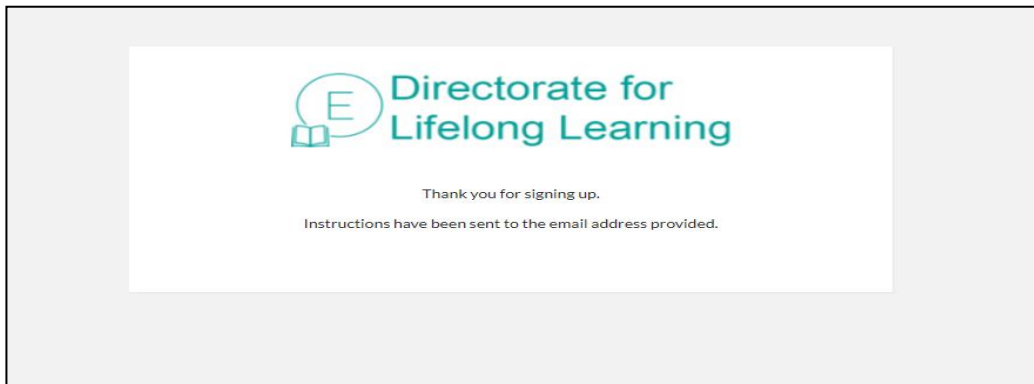 E
Directorate for
Lifelong Learning
Thank you for signing up.
Instructions have been sent to the email address provided.